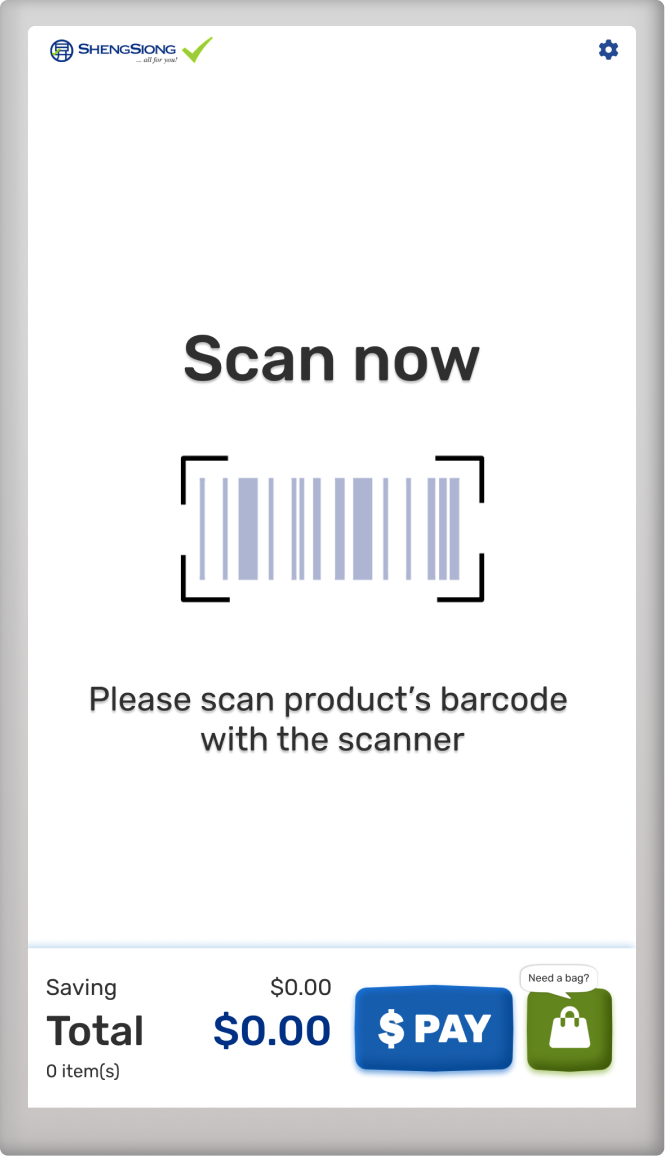 SHENGSIONG
... all for you!
Scan now
Please scan product’s barcode
with the scanner
Saving $0.00
Total $0.00
0 item(s)
$ PAY
Need a bag?